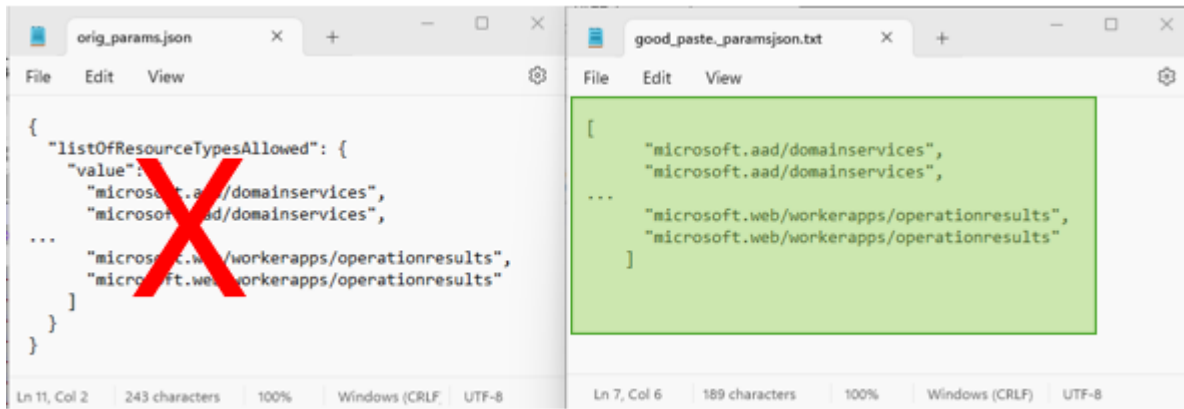 orig_params.json
File Edit View
{
"listOfResourceTypesAllowed": {
"value":
"microsoft.aad/domainservices",
"microsoft.aad/domainservices",
...
"microsoft.web/workerapps/operationresults",
"microsoft.web/workerapps/operationresults"
]
}
}
Ln 11, Col 2 243 characters 100% Windows (CRLF) UTF-8
X
good_paste._paramsjson.txt
File Edit View
[
"microsoft.aad/domainservices",
"microsoft.aad/domainservices",
...
"microsoft.web/workerapps/operationresults",
"microsoft.web/workerapps/operationresults"
]
Ln 7, Col 6 189 characters 100% Windows (CRLF) UTF-8